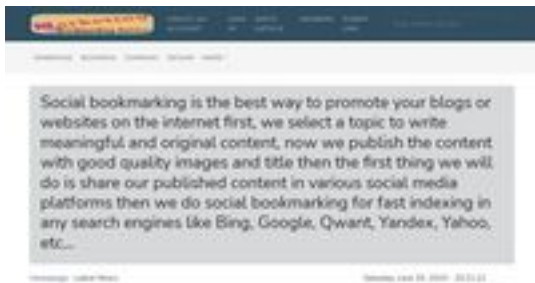 Social bookmarking is the best way to promote your blogs or
websites on the internet first, we select a topic to write
meaningful and original content, now we publish the content
with good quality images and title then the first thing we will
do is share our published content in various social media
platforms then we do social bookmarking for fast indexing in
any search engines like Bing, Google, Qwant, Yandex, Yahoo,
etc...